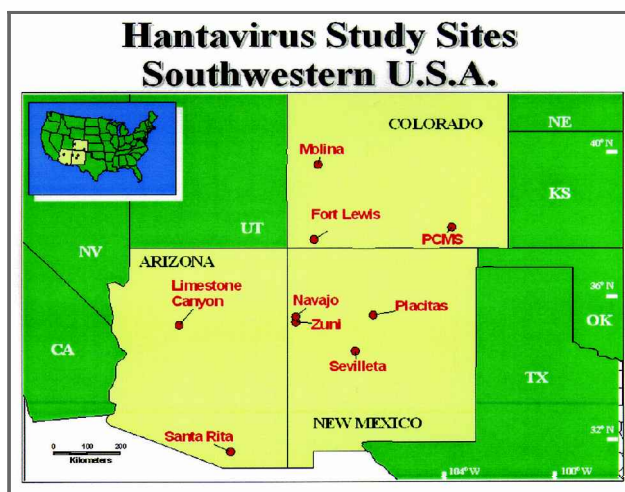 Hantavirus Study Sites
Southwestern U.S.A.
COLORADO
NE
40° N
Molina
KS
Fort Lewis
UT
PCMS
NV
ARIZONA
Limestone
Canyon
Navajo
Zuni
Placitas
36° N
OK
CA
Sevilleta
TX
NEW MEXICO
Santa Rita
32° N
0 100 200
Kilometers
104° W
100° W